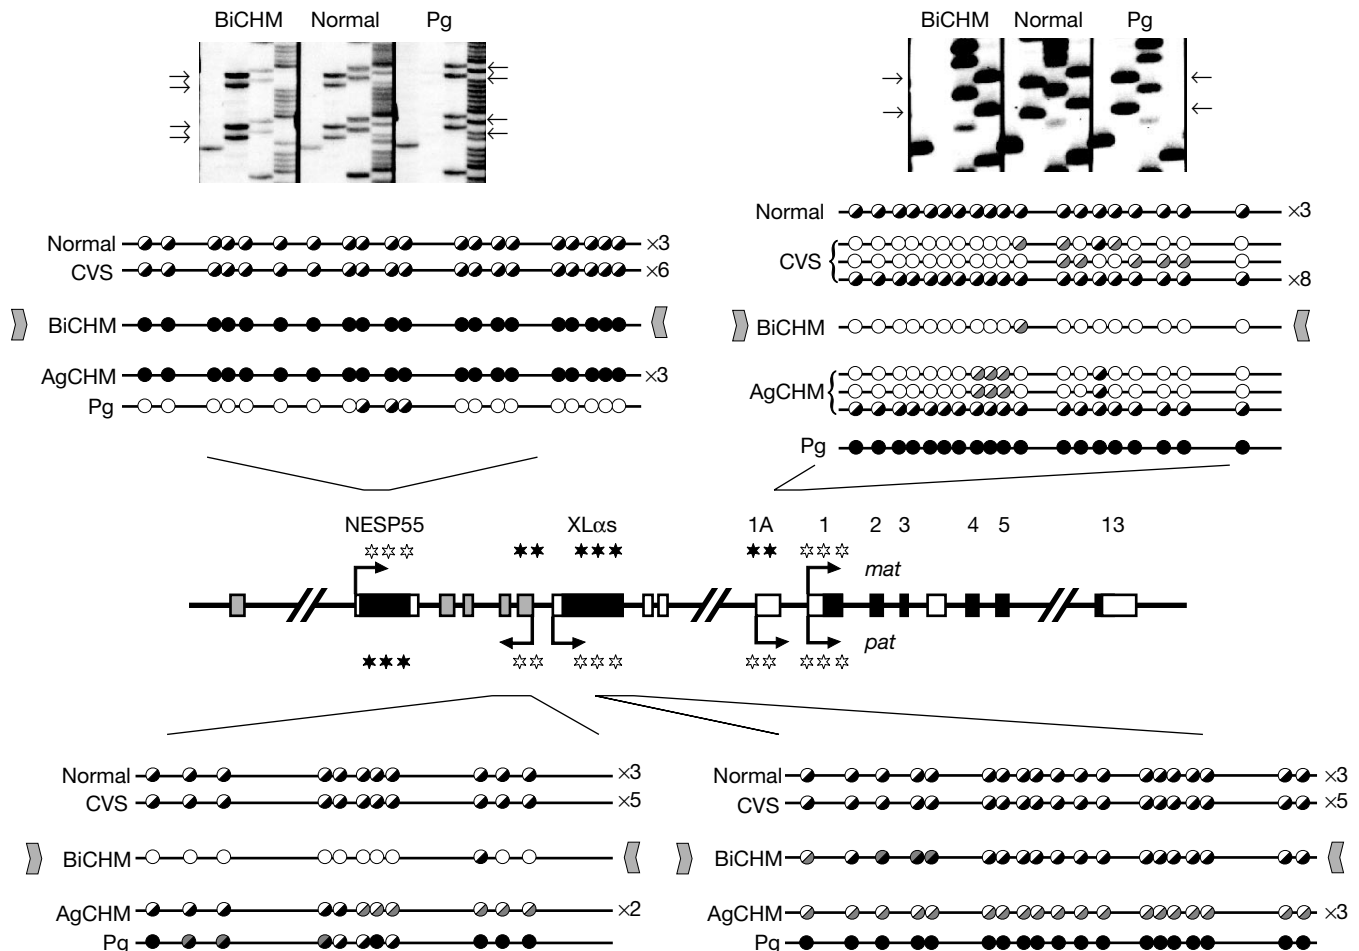 BiCHM Normal Pg
BiCHM Normal Pg
Normal ×3
CVS ×6
BiCHM
AgCHM ×3
Pg
Normal ×3
CVS ×8
BiCHM
AgCHM
Pg
NESP55 XLαs 1A 1 2 3 4 5 13
mat
pat
Normal ×3
CVS ×5
BiCHM
AgCHM ×2
Pg
Normal ×3
CVS ×5
BiCHM
AgCHM ×3
Pg